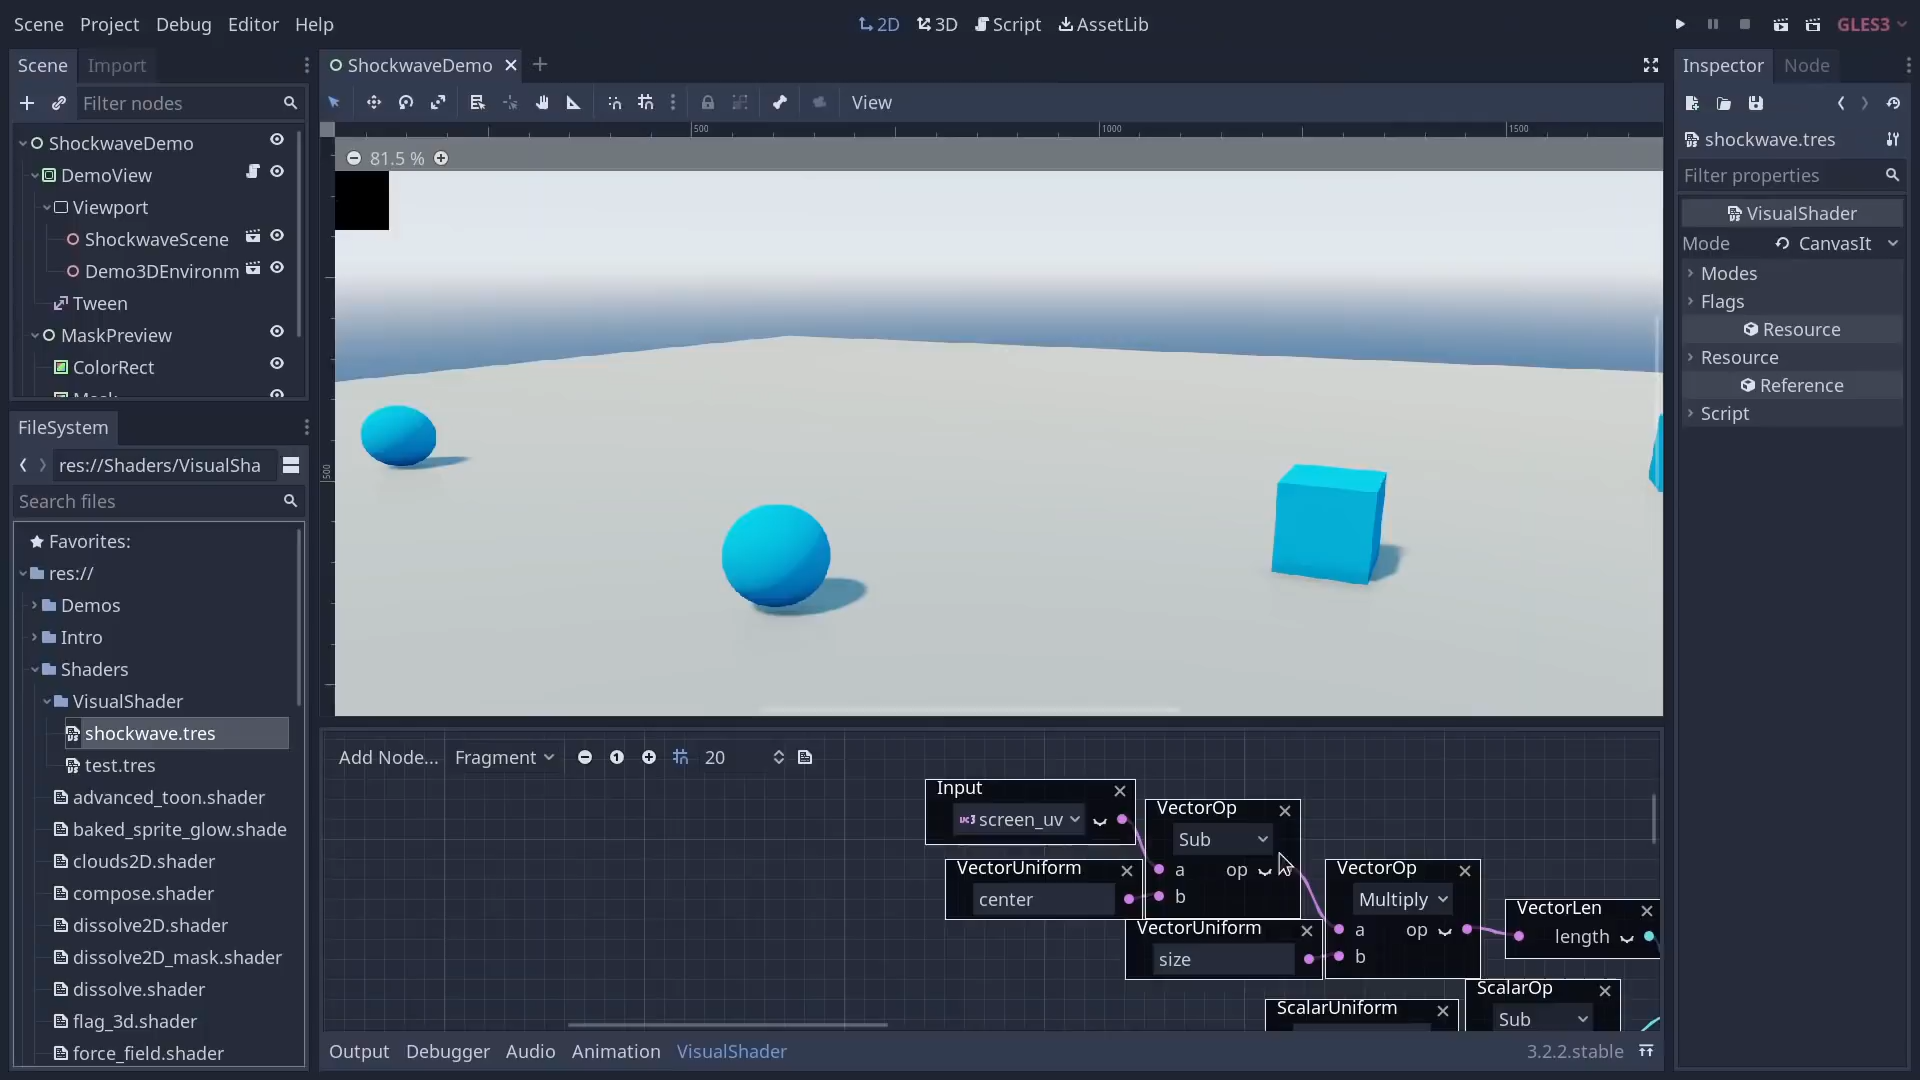 Scene Project Debug Editor Help
2D 3D Script AssetLib
GLES3
Scene Import
Filter nodes
ShockwaveDemo
DemoView
Viewport
ShockwaveScene
Demo3DEnvironm
Tween
MaskPreview
ColorRect
FileSystem
res://Shaders/VisualSha
Search files
Favorites:
res://
Demos
Intro
Shaders
VisualShader
shockwave.tres
test.tres
advanced_toon.shader
baked_sprite_glow.shade
clouds2D.shader
compose.shader
dissolve2D.shader
dissolve2D_mask.shader
dissolve.shader
flag_3d.shader
force_field.shader
ShockwaveDemo
View
500 1000 1500
500
81.5 %
Add Node... Fragment 1 20
Input
screen_uv
VectorUniform
center
VectorOp
Sub
a op
b
VectorUniform
size
VectorOp
Multiply
a op
b
VectorLen
length
ScalarUniform
ScalarOp
Sub
Output Debugger Audio Animation VisualShader
3.2.2.stable
Inspector Node
shockwave.tres
Filter properties
VisualShader
Mode CanvasIt
Modes
Flags
Resource
Resource
Reference
Script